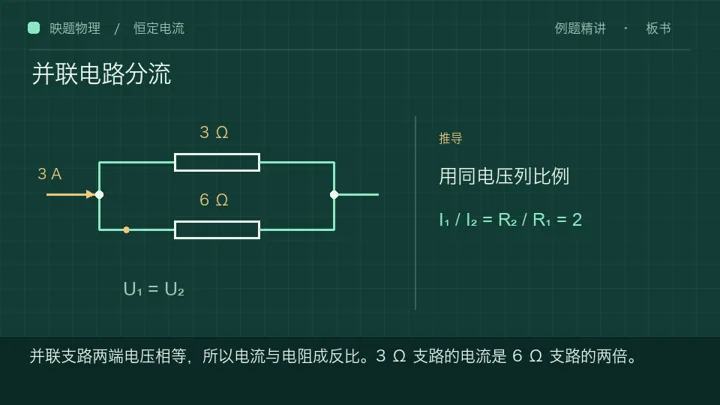 映题物理 / 恒定电流
例题精讲 · 板书
并联电路分流
3 Ω
3 A
6 Ω
U₁ = U₂
推导
用同电压列比例
I₁ / I₂ = R₂ / R₁ = 2
并联支路两端电压相等，所以电流与电阻成反比。3 Ω 支路的电流是 6 Ω 支路的两倍。